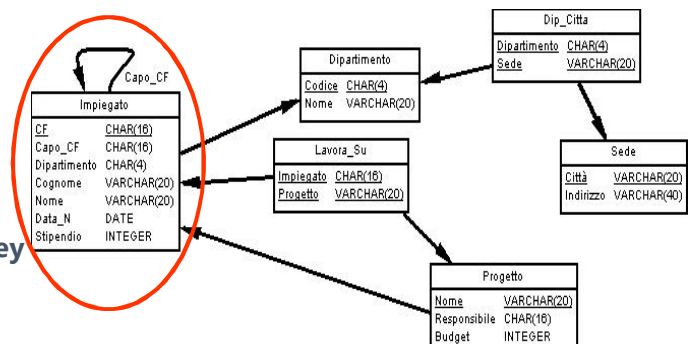 Dip_Citta
Dipartimento CHAR(4)
Sede VARCHAR(20)
Dipartimento
Codice CHAR(4)
Nome VARCHAR(20)
Capo_CF
Impiegato
CF CHAR(16)
Capo_CF CHAR(16)
Dipartimento CHAR(4)
Cognome VARCHAR(20)
Nome VARCHAR(20)
Data_N DATE
Stipendio INTEGER
ey
Lavora_Su
Impiegato CHAR(16)
Progetto VARCHAR(20)
Sede
Città VARCHAR(20)
Indirizzo VARCHAR(40)
Progetto
Nome VARCHAR(20)
Responsibile CHAR(16)
Budget INTEGER